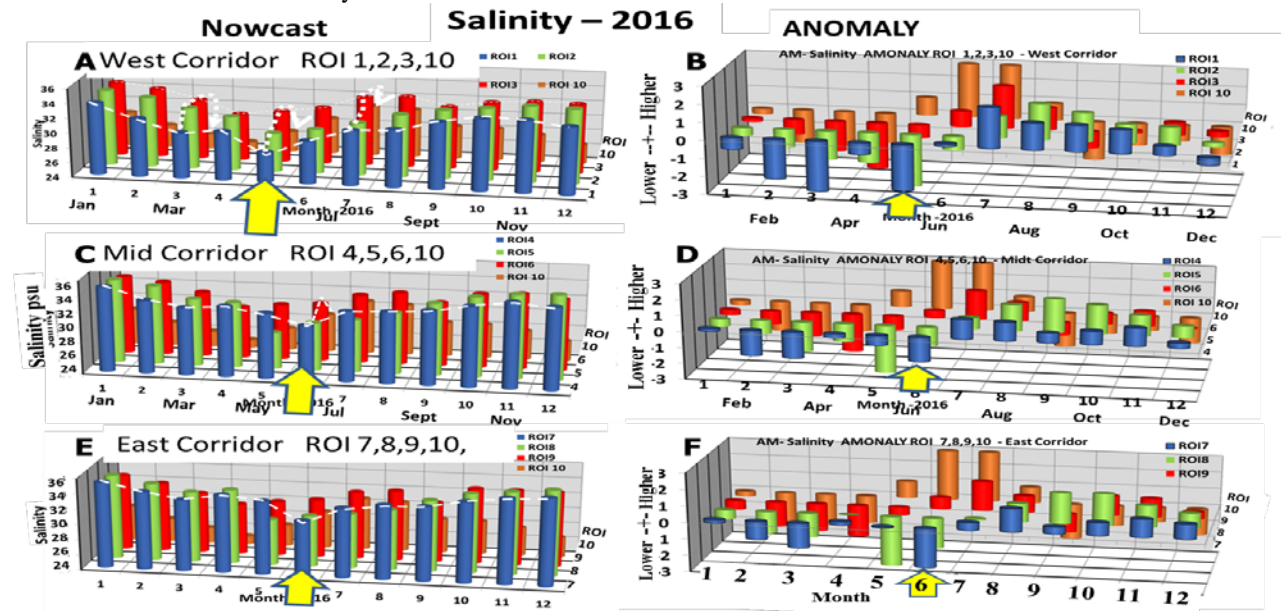 Salinity – 2016
Nowcast
ANOMALY
A West Corridor ROI 1,2,3,10
ROI1
ROI2
ROI3
ROI 10
Salinity
36
34
32
30
28
26
24
1 2 3 4 5 6 7 8 9 10 11 12
Jan Mar Month -2016 Jul Sept Nov
ROI
10
3
2
1
B
AM- Salinity AMONALY ROI 1,2,3,10 - West Corridor
ROI1
ROI2
ROI3
ROI 10
Lower --+-- Higher
3
2
1
0
-1
-2
-3
1 2 3 4 5 6 7 8 9 10 11 12
Feb Apr Month -2016 Jun Aug Oct Dec
ROI
10
3
2
1
C Mid Corridor ROI 4,5,6,10
ROI4
ROI5
ROI6
ROI 10
Salinity psu
36
34
32
30
28
26
24
1 2 3 4 5 7 8 9 10 11 12
Jan Mar May Month 2016 Jul Sept Nov
ROI
10
6
5
4
D
AM- Salinity AMONALY ROI 4,5,6,10 - Midt Corridor
ROI4
ROI5
ROI6
ROI 10
Lower -+- Higher
3
2
1
0
-1
-2
-3
1 2 3 4 5 6 7 8 9 10 11 12
Feb Apr Month -2016 Jun Aug Oct Dec
ROI
10
6
5
4
E East Corridor ROI 7,8,9,10,
ROI7
ROI8
ROI9
ROI 10
Salinity
36
34
32
30
28
26
24
1 2 3 4 5 7 8 9 10 11 12
Month 2016
ROI
10
9
8
7
F
AM- Salinity AMONALY ROI 7,8,9,10 - East Corridor
ROI7
ROI8
ROI9
Lower -+- Higher
3
2
1
0
-1
-2
-3
1 2 3 4 5 6 7 8 9 10 11 12
Month
ROI
10
9
8
7